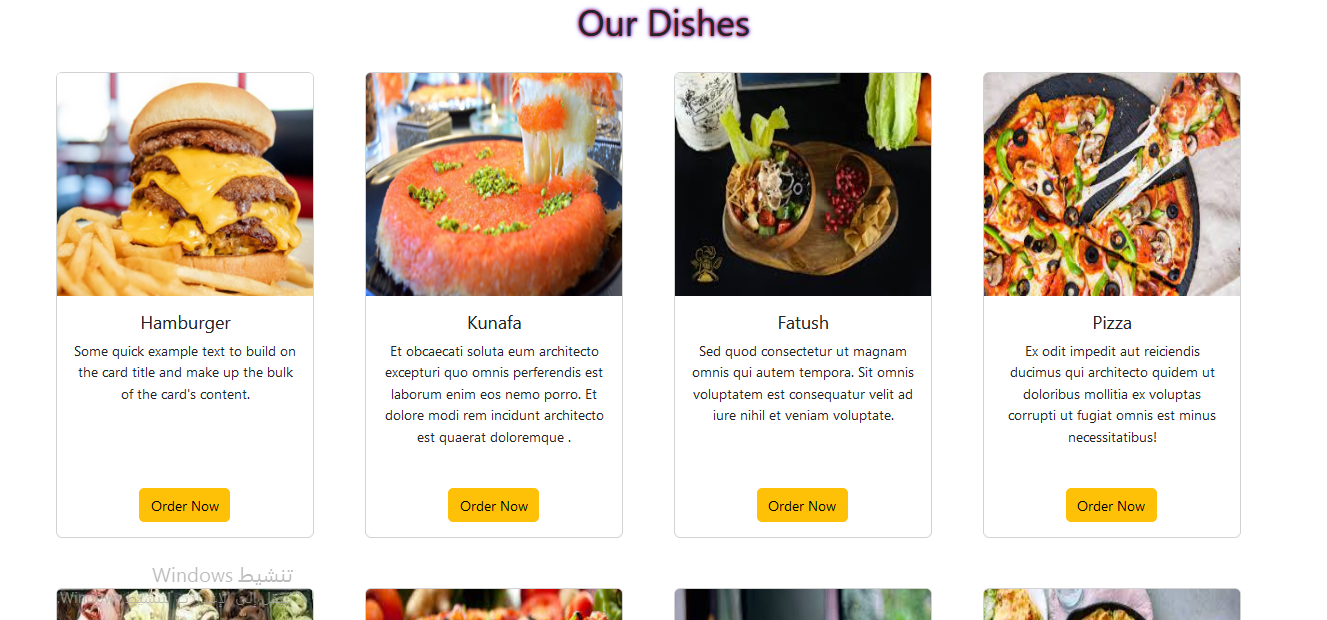 Our Dishes
Hamburger
Some quick example text to build on
the card title and make up the bulk
of the card's content.
Order Now
Kunafa
Et obcaecati soluta eum architecto
excepturi quo omnis perferendis est
laborum enim eos nemo porro. Et
dolore modi rem incidunt architecto
est quaerat doloremque .
Order Now
Fatush
Sed quod consectetur ut magnam
omnis qui autem tempora. Sit omnis
voluptatem est consequatur velit ad
iure nihil et veniam voluptate.
Order Now
Pizza
Ex odit impedit aut reiciendis
ducimus qui architecto quidem ut
doloribus mollitia ex voluptas
corrupti ut fugiat omnis est minus
necessitatibus!
Order Now
تنشيط Windows